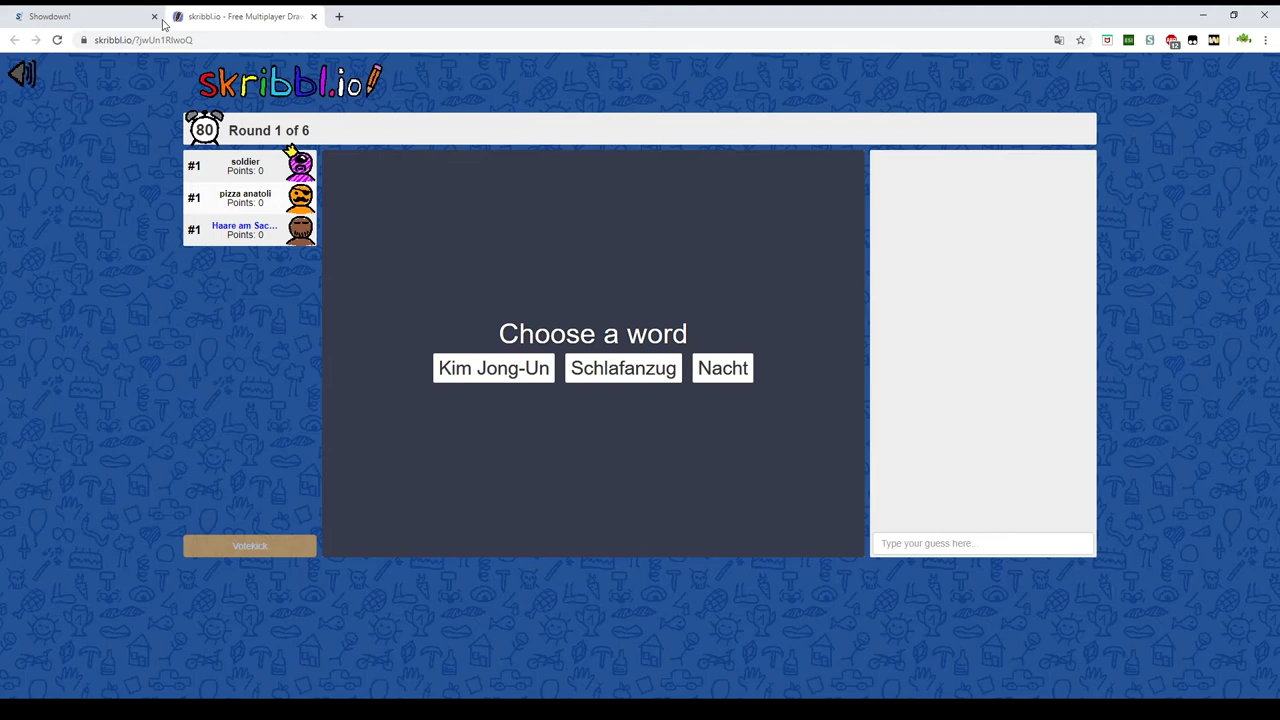 Showdown!
skribbl.io - Free Multiplayer Draw
skribbl.io/?jwUn1RlwoQ
12
skribbl.io
80
Round 1 of 6
#1
soldier
Points: 0
#1
pizza anatoli
Points: 0
#1
Haare am Sac...
Points: 0
Choose a word
Kim Jong-Un
Schlafanzug
Nacht
Votekick
Type your guess here...